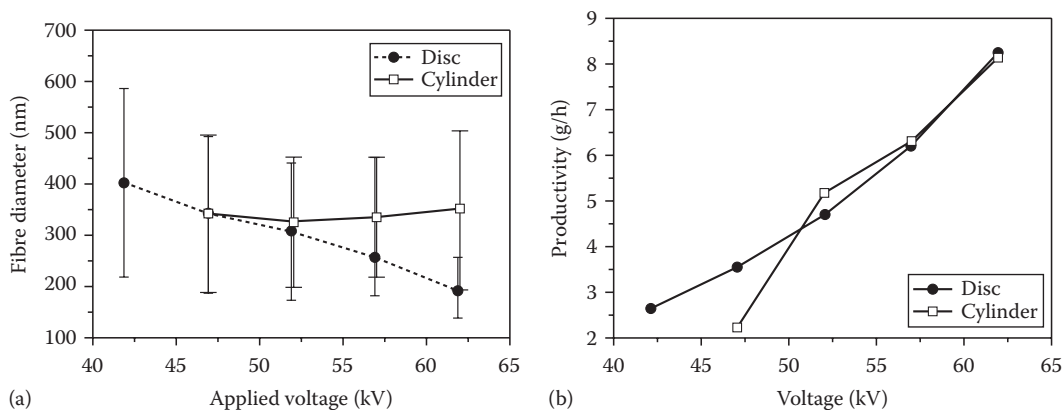 700
600
500
400
300
200
100
Fibre diameter (nm)
Disc
Cylinder
40 45 50 55 60 65
(a) Applied voltage (kV)
9
8
7
6
5
4
3
2
Productivity (g/h)
Disc
Cylinder
40 45 50 55 60 65
(b) Voltage (kV)